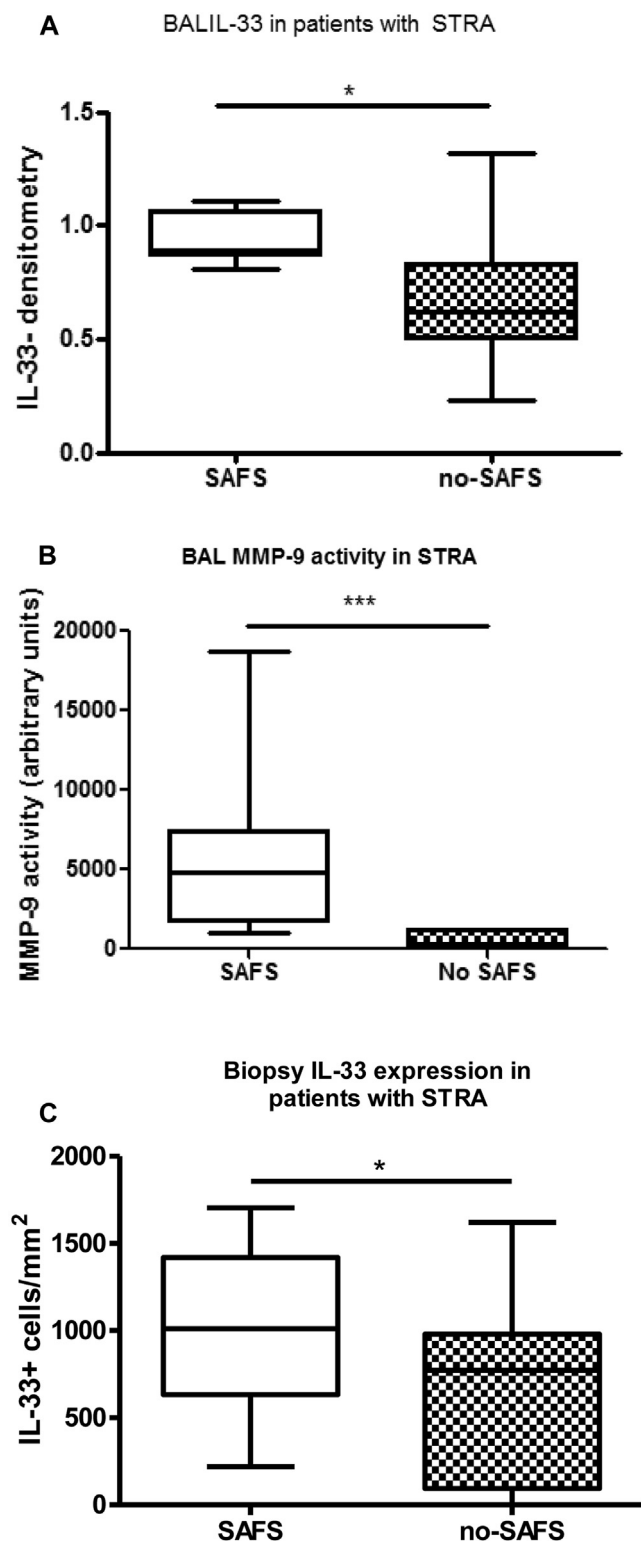 A
BALIL-33 in patients with STRA
*
1.5
1.0
0.5
0.0
IL-33- densitometry
SAFS no-SAFS
B
BAL MMP-9 activity in STRA
***
20000
15000
10000
5000
0
MMP-9 activity (arbitrary units)
SAFS No SAFS
C
Biopsy IL-33 expression in
patients with STRA
*
2000
1500
1000
500
0
IL-33+ cells/mm²
SAFS no-SAFS